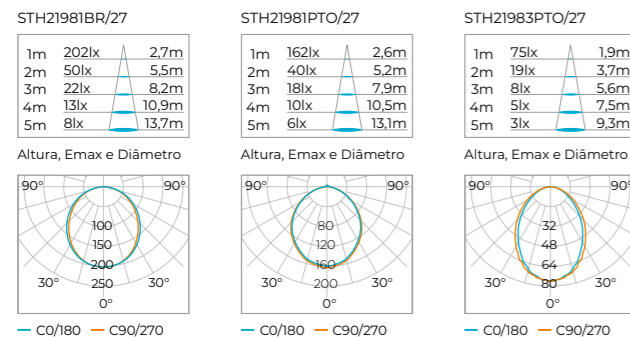 STH21981BR/27
1m 202lx 2,7m
2m 50lx 5,5m
3m 22lx 8,2m
4m 13lx 10,9m
5m 8lx 13,7m
Altura, Emax e Diâmetro
90° 90°
100
150
200
250
30° 30°
0°
C0/180 C90/270
STH21981PTO/27
1m 162lx 2,6m
2m 40lx 5,2m
3m 18lx 7,9m
4m 10lx 10,5m
5m 6lx 13,1m
Altura, Emax e Diâmetro
90° 90°
80
120
160
200
30° 30°
0°
C0/180 C90/270
STH21983PTO/27
1m 75lx 1,9m
2m 19lx 3,7m
3m 8lx 5,6m
4m 5lx 7,5m
5m 3lx 9,3m
Altura, Emax e Diâmetro
90° 90°
32
48
64
80
30° 30°
0°
C0/180 C90/270